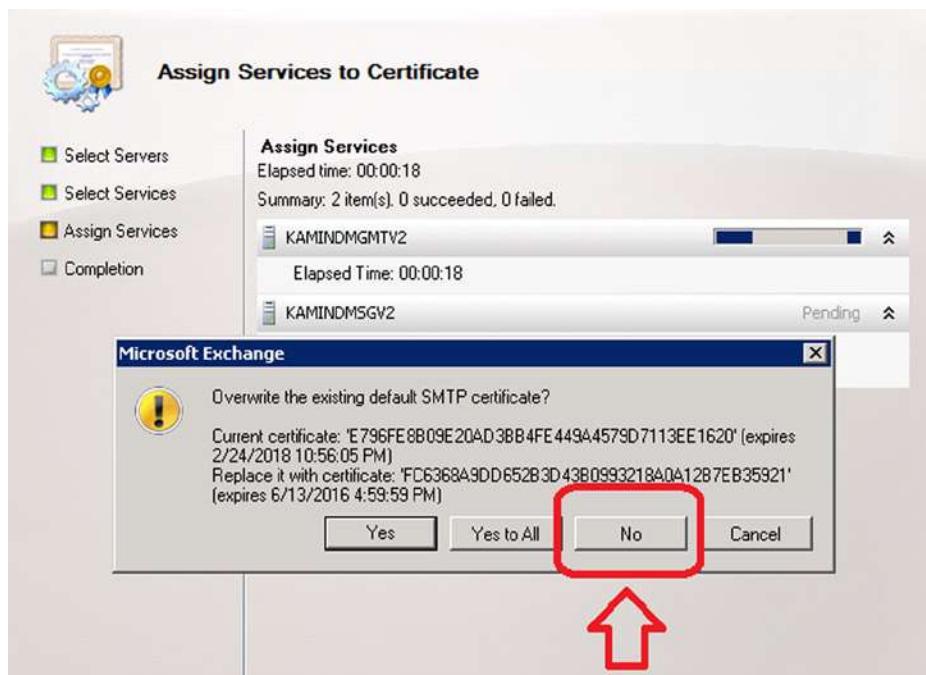 Assign Services to Certificate
Select Servers
Select Services
Assign Services
Completion
Assign Services
Elapsed time: 00:00:18
Summary: 2 item(s). 0 succeeded, 0 failed.
KAMINDMGMTV2
Elapsed Time: 00:00:18
KAMINDMSGV2 Pending
Microsoft Exchange
Overwrite the existing default SMTP certificate?
Current certificate: 'E796FE8B09E20AD3BB4FE449A4579D7113EE1620' (expires
2/24/2018 10:56:05 PM)
Replace it with certificate: 'FC6368A9DD652B3D43B0993218A0A12B7EB35921'
(expires 6/13/2016 4:59:59 PM)
Yes Yes to All No Cancel